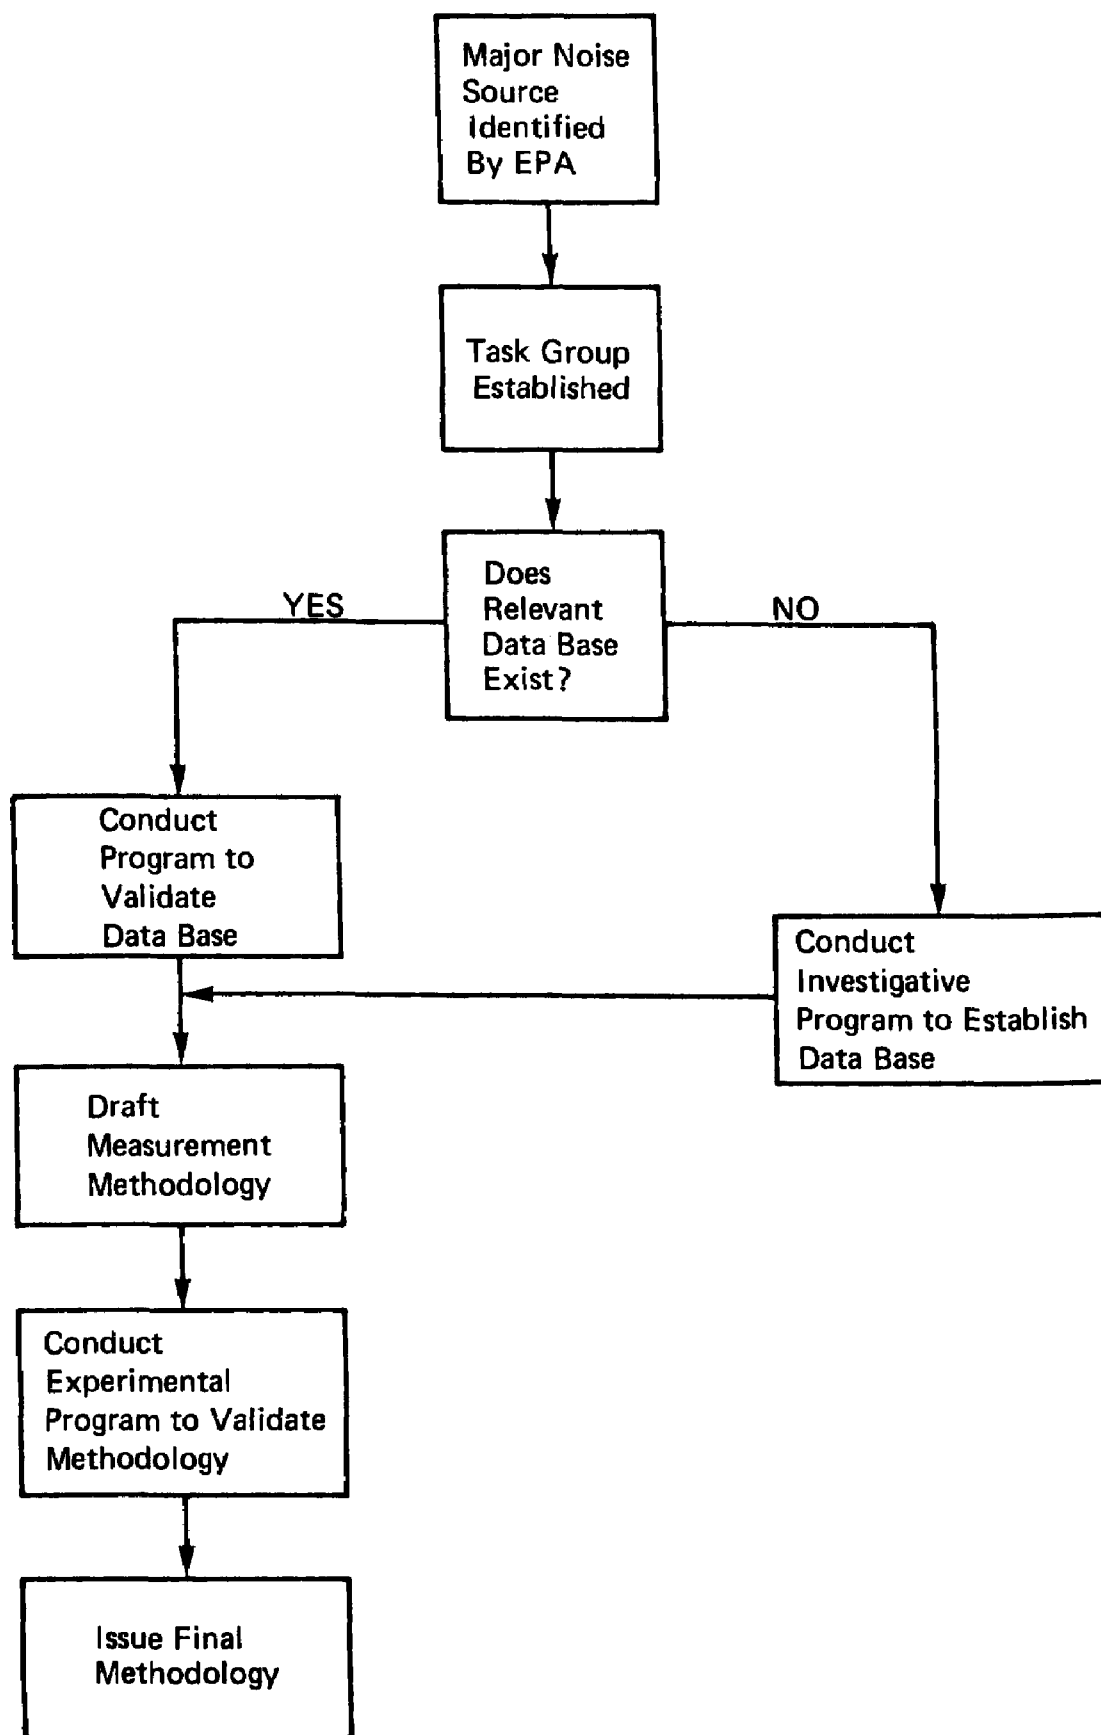 Major Noise
Source
Identified
By EPA
Task Group
Established
Does
Relevant
Data Base
Exist?
YES
NO
Conduct
Program to
Validate
Data Base
Conduct
Investigative
Program to Establish
Data Base
Draft
Measurement
Methodology
Conduct
Experimental
Program to Validate
Methodology
Issue Final
Methodology